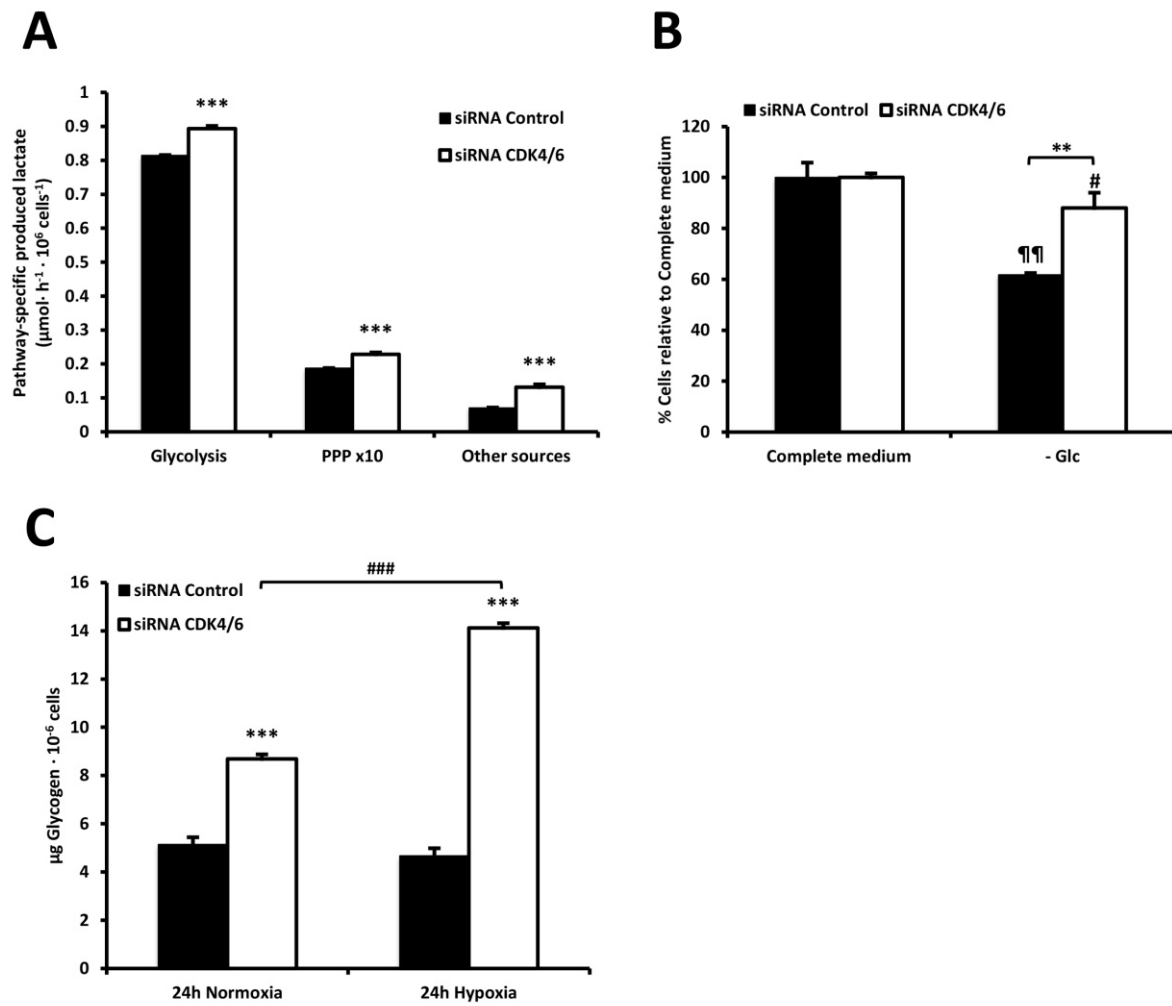 A
Pathway-specific produced lactate
(µmol· h⁻¹ · 10⁶ cells⁻¹)
1
0.9
0.8
0.7
0.6
0.5
0.4
0.3
0.2
0.1
0
***
***
***
siRNA Control
siRNA CDK4/6
Glycolysis
PPP x10
Other sources
B
siRNA Control siRNA CDK4/6
% Cells relative to Complete medium
120
100
80
60
40
20
0
**
#
¶¶
Complete medium
- Glc
C
µg Glycogen · 10⁻⁶ cells
16
14
12
10
8
6
4
2
0
siRNA Control
siRNA CDK4/6
###
***
***
24h Normoxia
24h Hypoxia